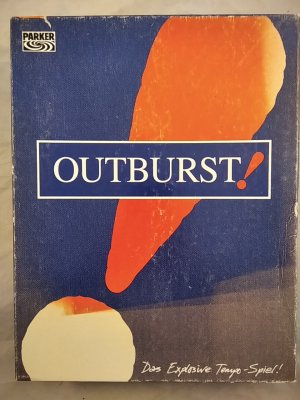 PARKER
OUTBURST!
Das Explosive Tempo-Spiel!